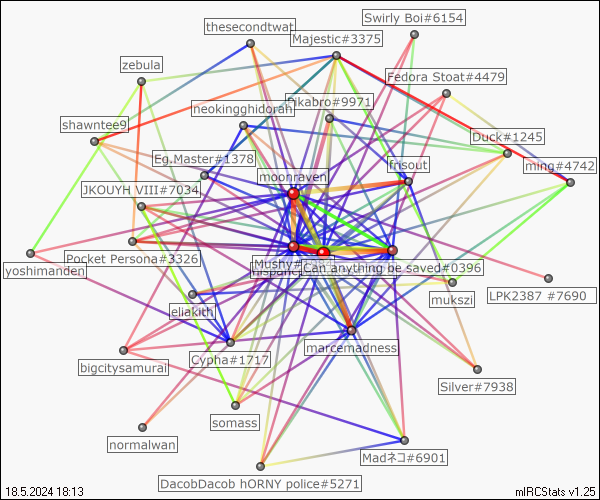 Swirly Boi#6154
thesecondtwat
Majestic#3375
zebula
Fedora Stoat#4479
Pikabro#9971
neokingghidorah
shawntee9
Duck#1245
Eg.Master#1378
frisout
ming#4742
moonraven
JKOUYH VIII#7034
Pocket Persona#3326
Mushy#
Can anything be saved#0396
yoshimanden
mukszi
LPK2387 #7690
eliakith
Cypha#1717
marcemadness
bigcitysamurai
Silver#7938
somass
normalwan
Madネコ#6901
DacobDacob hORNY police#5271
18.5.2024 18:13
mIRCStats v1.25